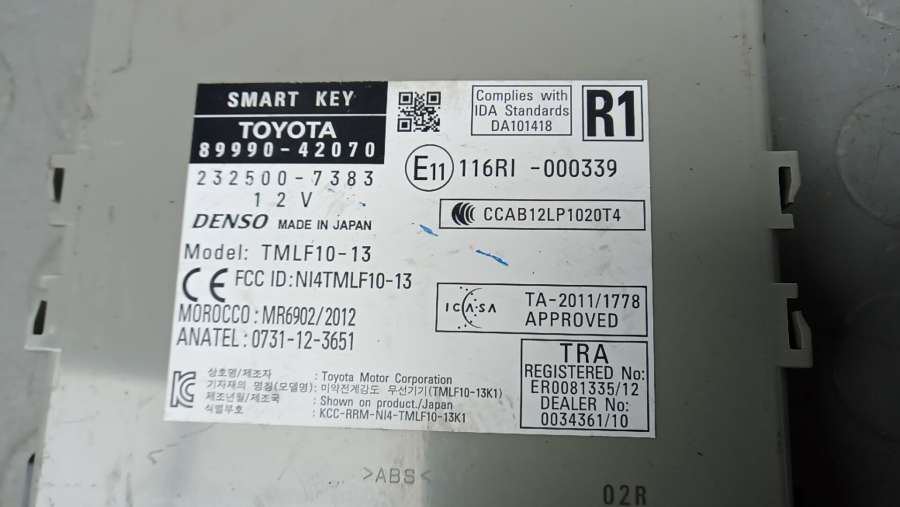 SMART KEY
TOYOTA
89990-42070
232500-7383
12V
DENSO MADE IN JAPAN
Model: TMLF10-13
CE FCC ID:NI4TMLF10-13
MOROCCO:MR6902/2012
ANATEL:0731-12-3651
Complies with
IDA Standards
DA101418
R1
E11 116RI -000339
CCAB12LP1020T4
ICASA
TA-2011/1778
APPROVED
TRA
REGISTERED No:
ER0081335/12
DEALER No:
0034361/10
상호명/제조자 : Toyota Motor Corporation
기자재의 명칭(모델명) : 미약전계강도 무선기기(TMLF10-13K1)
제조년월/제조국 : Shown on product./Japan
식별부호 : KCC-RRM-NI4-TMLF10-13K1
>ABS<
02R